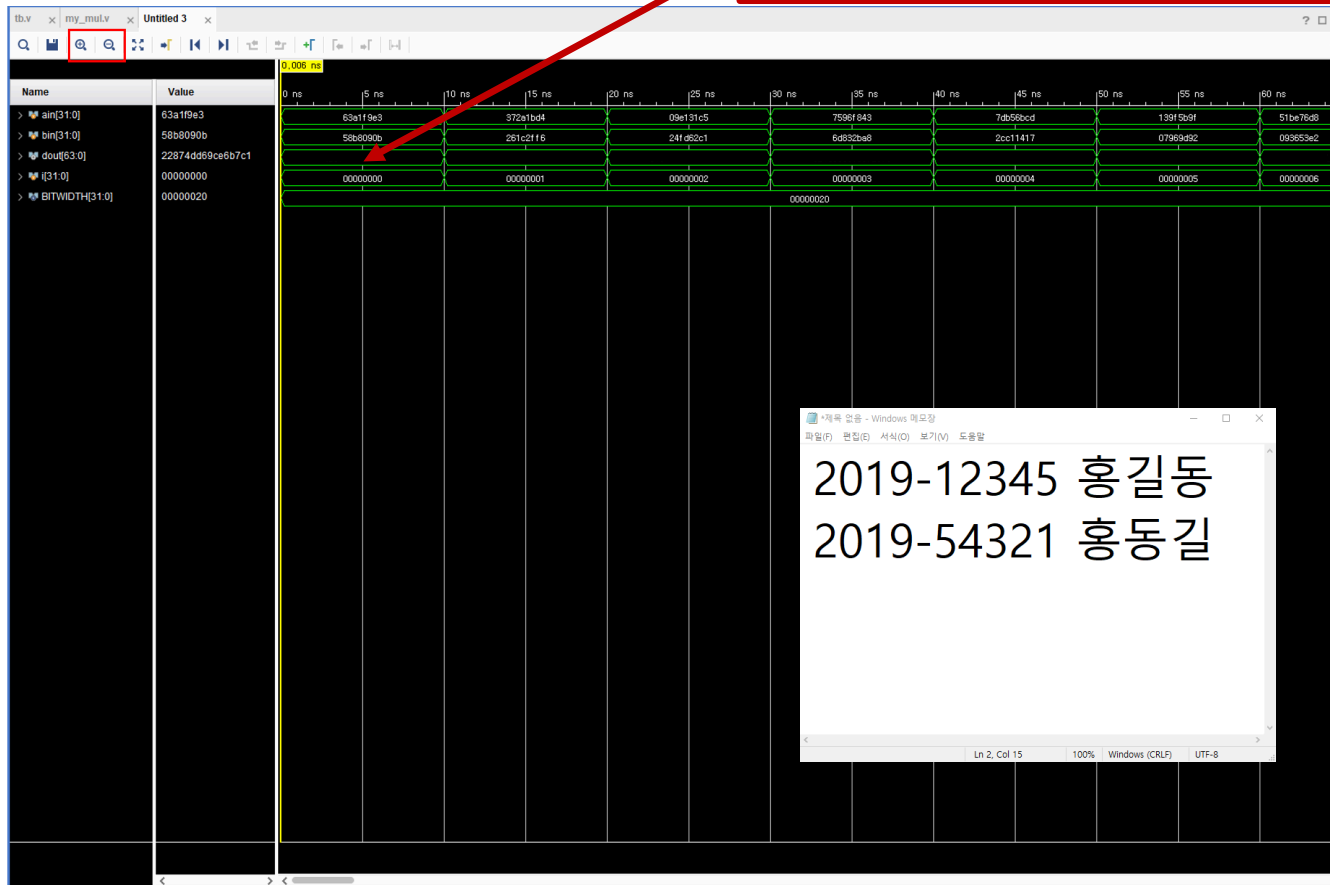 tb.v × my_mul.v × Untitled 3 ×
0,006 ns
Name Value
0 ns 5 ns 10 ns 15 ns 20 ns 25 ns 30 ns 35 ns 40 ns 45 ns 50 ns 55 ns 60 ns
ain[31:0] 63a1f9e3 63a1f9e3 372a1bd4 09e131c5 7596f843 7db56bcd 139f5b9f 51be76d8
bin[31:0] 58b8090b 58b8090b 261c2ff6 24fd62c1 6d832ba8 2cc11417 07969d92 093653e2
dout[63:0] 22874dd69ce6b7c1
i[31:0] 00000000 00000000 00000001 00000002 00000003 00000004 00000005 00000006
BITWIDTH[31:0] 00000020 00000020
*제목 없음 - Windows 메모장
파일(F) 편집(E) 서식(O) 보기(V) 도움말
2019-12345 홍길동
2019-54321 홍동길
Ln 2, Col 15 100% Windows (CRLF) UTF-8